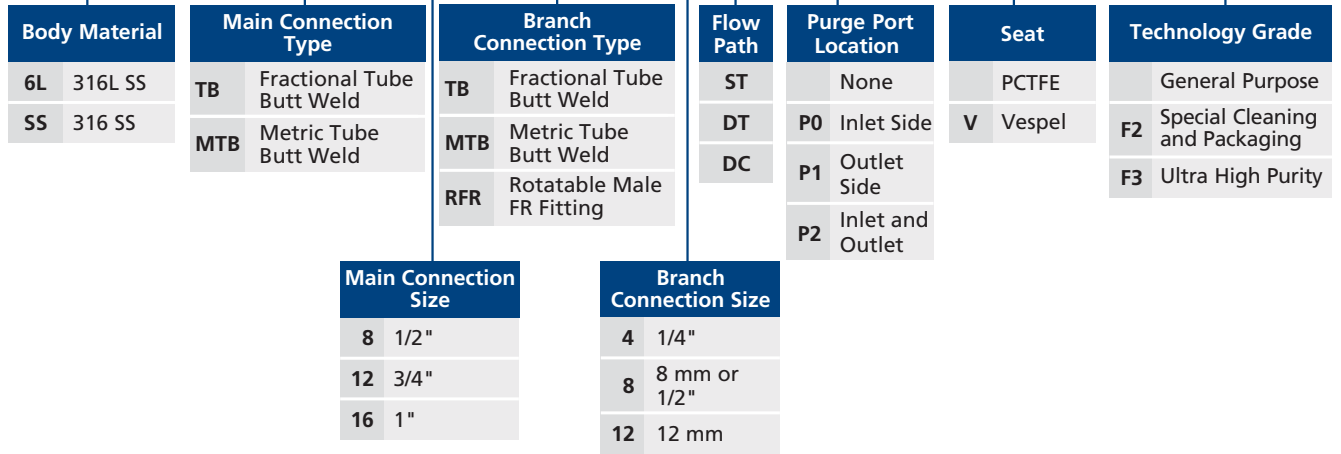 Body Material
6L 316L SS
SS 316 SS
Main Connection
Type
TB Fractional Tube
Butt Weld
MTB Metric Tube
Butt Weld
Branch
Connection Type
TB Fractional Tube
Butt Weld
MTB Metric Tube
Butt Weld
RFR Rotatable Male
FR Fitting
Flow
Path
ST
DT
DC
Purge Port
Location
None
P0 Inlet Side
P1 Outlet
Side
P2 Inlet and
Outlet
Seat
PCTFE
V Vespel
Technology Grade
General Purpose
F2 Special Cleaning
and Packaging
F3 Ultra High Purity
Main Connection
Size
8 1/2"
12 3/4"
16 1"
Branch
Connection Size
4 1/4"
8 8 mm or
1/2"
12 12 mm